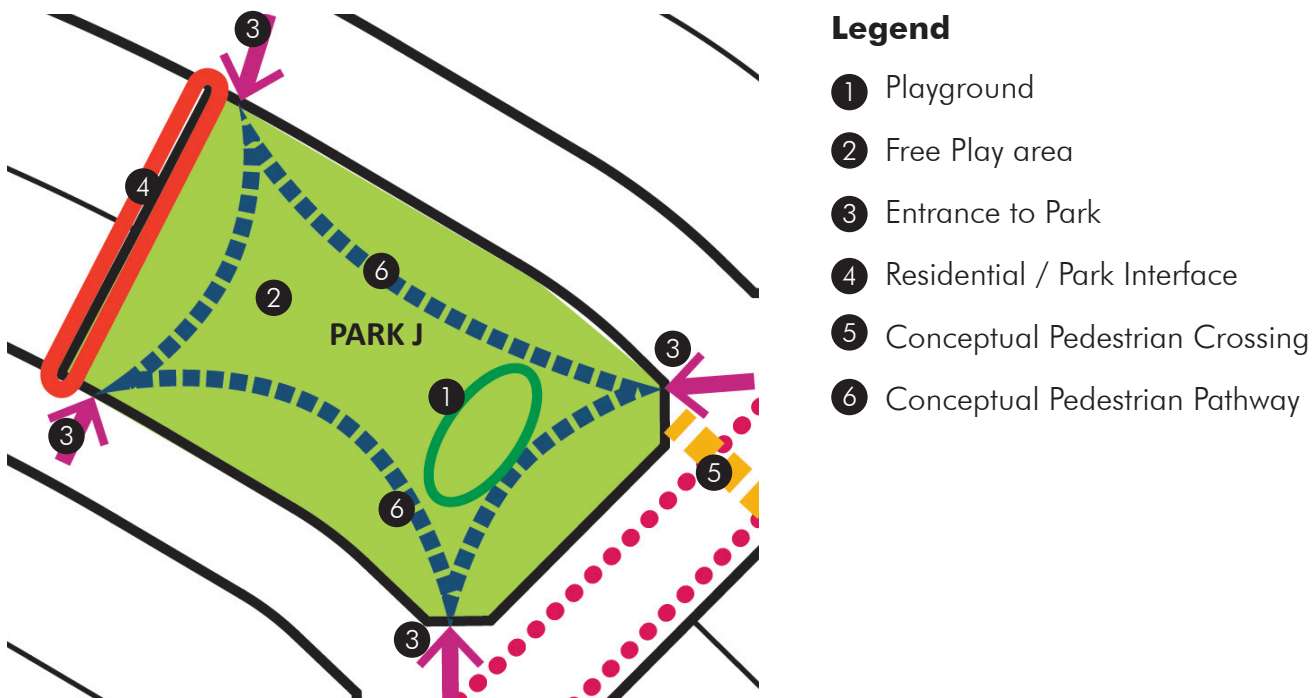 3
4
6
2
PARK J
3
1
3
5
6
3
Legend
1 Playground
2 Free Play area
3 Entrance to Park
4 Residential / Park Interface
5 Conceptual Pedestrian Crossing
6 Conceptual Pedestrian Pathway